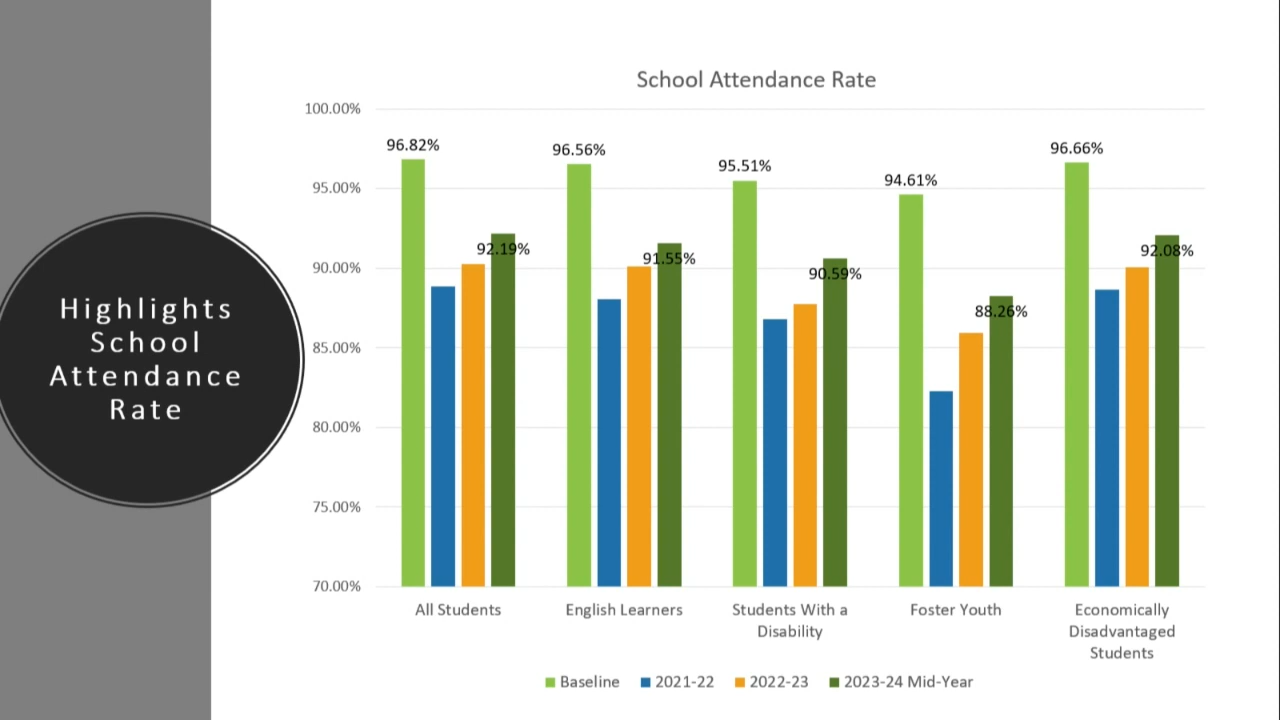 Highlights
School
Attendance
Rate
School Attendance Rate
100.00%
95.00%
90.00%
85.00%
80.00%
75.00%
70.00%
96.82%
92.19%
96.56%
91.55%
95.51%
90.59%
94.61%
88.26%
96.66%
92.08%
All Students
English Learners
Students With a
Disability
Foster Youth
Economically
Disadvantaged
Students
Baseline
2021-22
2022-23
2023-24 Mid-Year